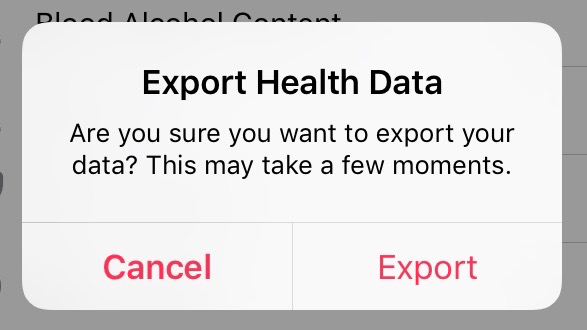 Blood Alcohol Content
Export Health Data
Are you sure you want to export your
data? This may take a few moments.
Cancel
Export